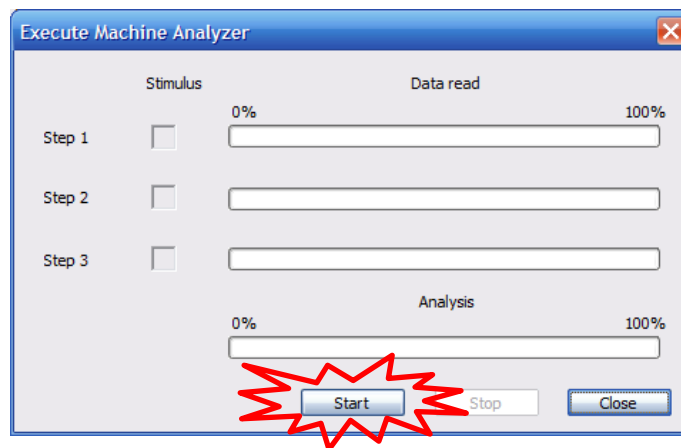 Execute Machine Analyzer
Stimulus Data read
0% 100%
Step 1
Step 2
Step 3
Analysis
0% 100%
Start Stop Close